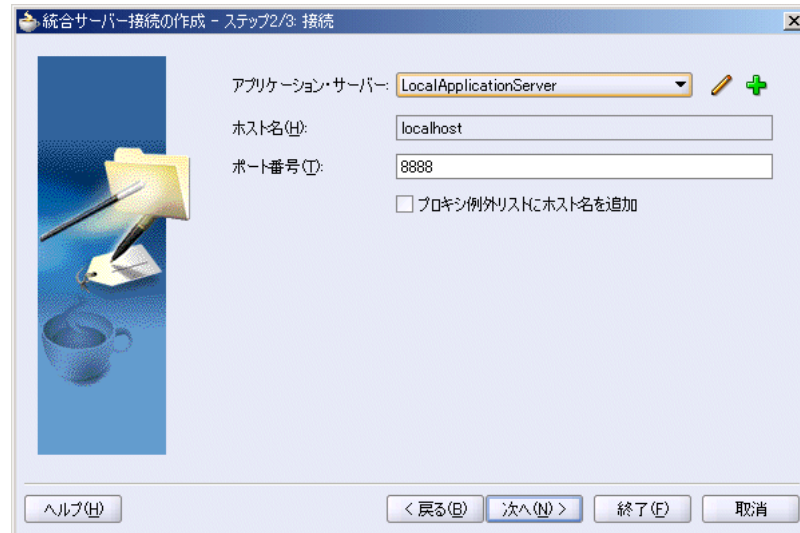 統合サーバー接続の作成 - ステップ2/3: 接続
アプリケーション・サーバー: LocalApplicationServer
ホスト名(H): localhost
ポート番号(T): 8888
プロキシ例外リストにホスト名を追加
ヘルプ(H) < 戻る(B) 次へ(N) > 終了(F) 取消